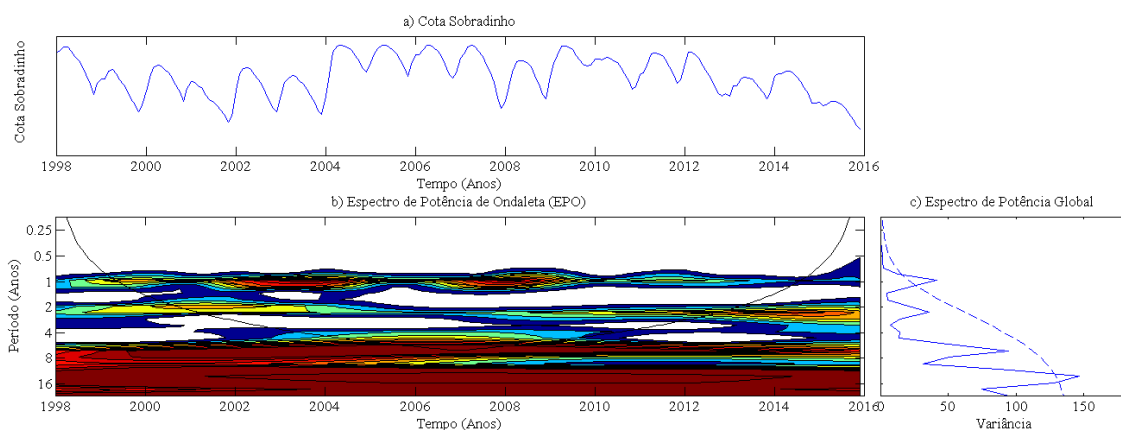 a) Cota Sobradinho
Cota Sobradinho
1998 2000 2002 2004 2006 2008 2010 2012 2014 2016
Tempo (Anos)
b) Espectro de Potência de Ondaleta (EPO)
c) Espectro de Potência Global
Período (Anos)
0.25
0.5
1
2
4
8
16
1998 2000 2002 2004 2006 2008 2010 2012 2014 2016
Tempo (Anos)
0 50 100 150
Variância